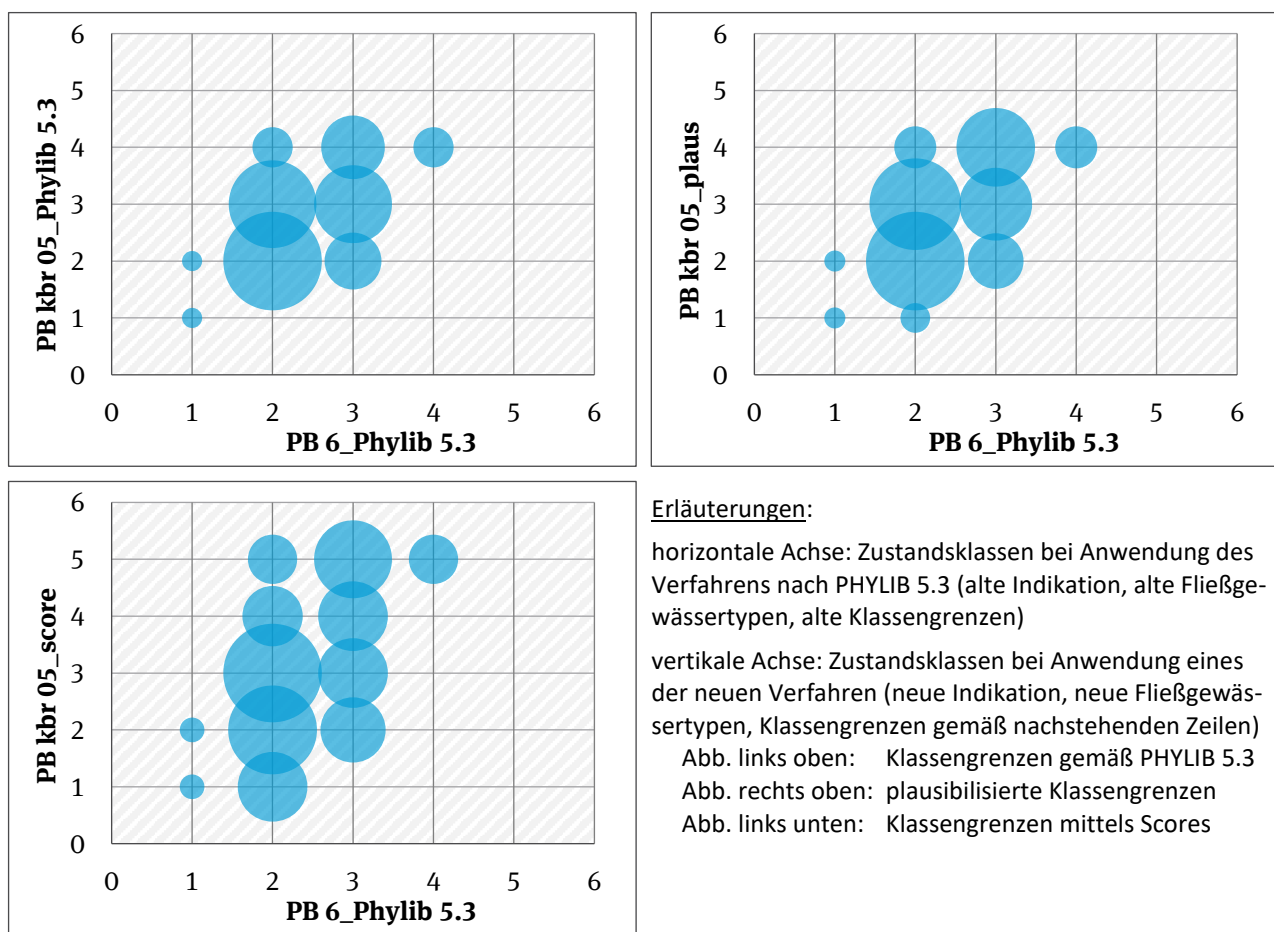 6
5
4
3
2
1
0
PB kbr 05_Phylib 5.3
0 1 2 3 4 5 6
PB 6_Phylib 5.3
6
5
4
3
2
1
0
PB kbr 05_plaus
0 1 2 3 4 5 6
PB 6_Phylib 5.3
6
5
4
3
2
1
0
PB kbr 05_score
0 1 2 3 4 5 6
PB 6_Phylib 5.3
Erläuterungen:
horizontale Achse: Zustandsklassen bei Anwendung des
Verfahrens nach PHYLIB 5.3 (alte Indikation, alte Fließge-
wässertypen, alte Klassengrenzen)
vertikale Achse: Zustandsklassen bei Anwendung eines
der neuen Verfahren (neue Indikation, neue Fließgewäs-
sertypen, Klassengrenzen gemäß nachstehenden Zeilen)
Abb. links oben: Klassengrenzen gemäß PHYLIB 5.3
Abb. rechts oben: plausibilisierte Klassengrenzen
Abb. links unten: Klassengrenzen mittels Scores